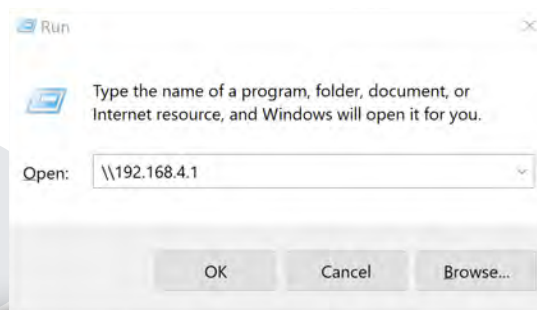 Run
Type the name of a program, folder, document, or
Internet resource, and Windows will open it for you.
Open:
\\192.168.4.1
OK
Cancel
Browse...